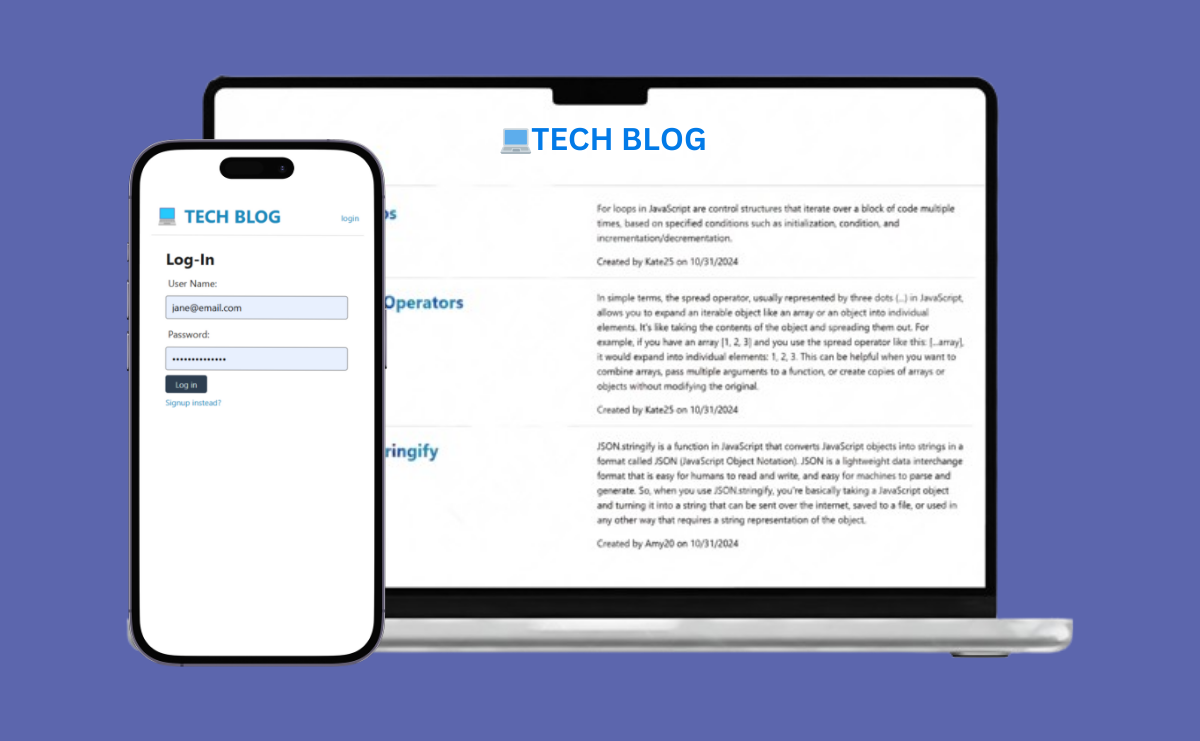 TECH BLOG
TECH BLOG
login
Log-In
User Name:
jane@email.com
Password:
••••••••••••••
Log in
Signup instead?
ps
For loops in JavaScript are control structures that iterate over a block of code multiple
times, based on specified conditions such as initialization, condition, and
incrementation/decrementation.
Created by Kate25 on 10/31/2024
Operators
In simple terms, the spread operator, usually represented by three dots (...) in JavaScript,
allows you to expand an iterable object like an array or an object into individual
elements. It's like taking the contents of the object and spreading them out. For
example, if you have an array [1, 2, 3] and you use the spread operator like this: [...array],
it would expand into individual elements: 1, 2, 3. This can be helpful when you want to
combine arrays, pass multiple arguments to a function, or create copies of arrays or
objects without modifying the original.
Created by Kate25 on 10/31/2024
ringify
JSON.stringify is a function in JavaScript that converts JavaScript objects into strings in a
format called JSON (JavaScript Object Notation). JSON is a lightweight data interchange
format that is easy for humans to read and write, and easy for machines to parse and
generate. So, when you use JSON.stringify, you're basically taking a JavaScript object
and turning it into a string that can be sent over the internet, saved to a file, or used in
any other way that requires a string representation of the object.
Created by Amy20 on 10/31/2024